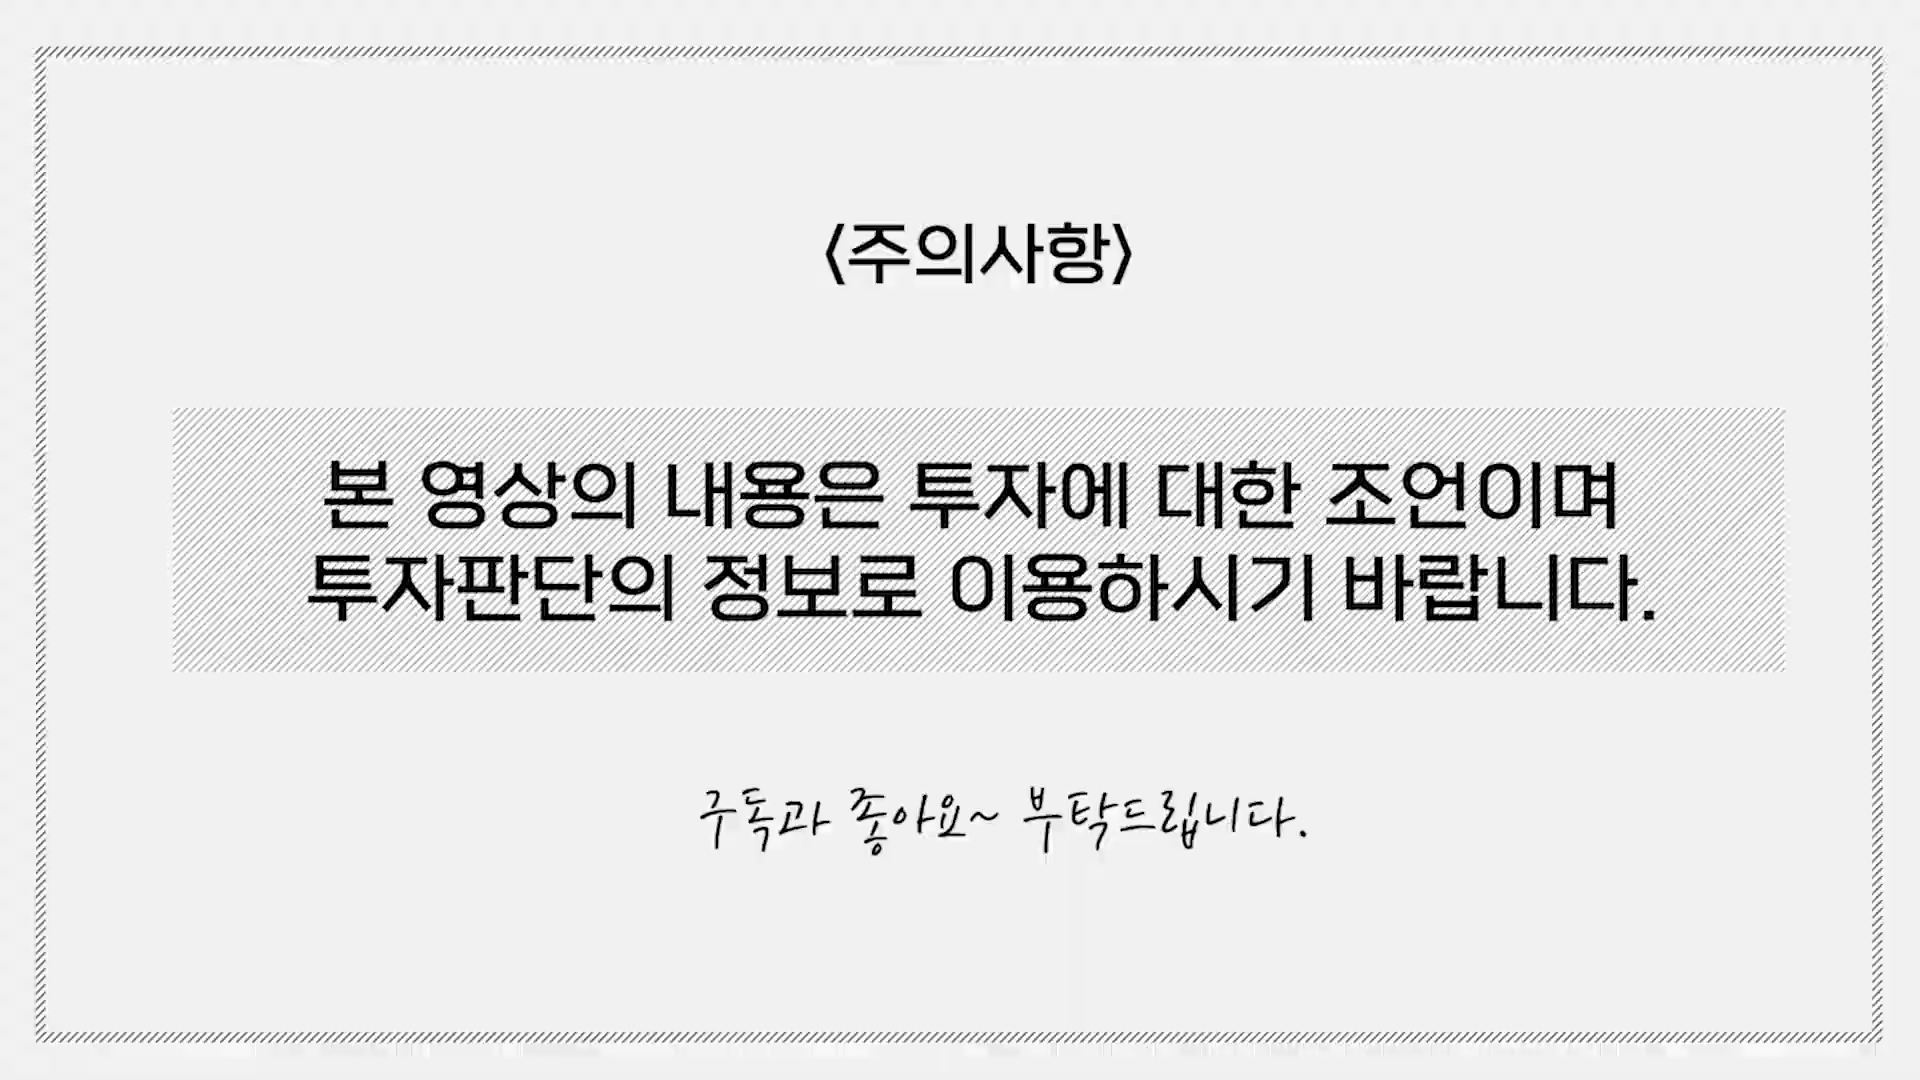 〈주의사항〉
본 영상의 내용은 투자에 대한 조언이며
투자판단의 정보로 이용하시기 바랍니다.
구독과 좋아요~ 부탁드립니다.